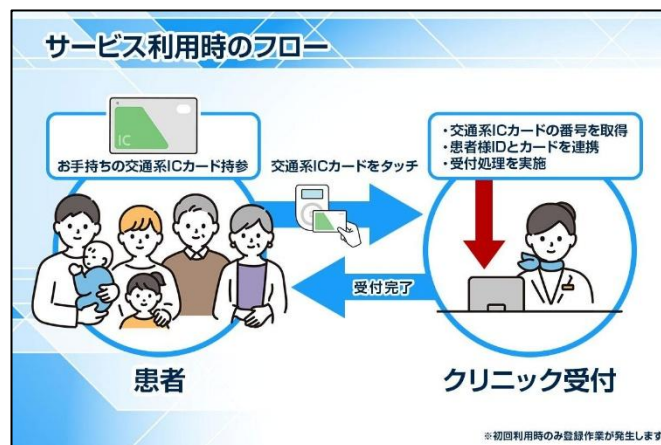 サービス利用時のフロー
IC
お手持ちの交通系ICカード持参
交通系ICカードをタッチ
・交通系ICカードの番号を取得
・患者様IDとカードを連携
・受付処理を実施
受付完了
患者
クリニック受付
※初回利用時のみ登録作業が発生します